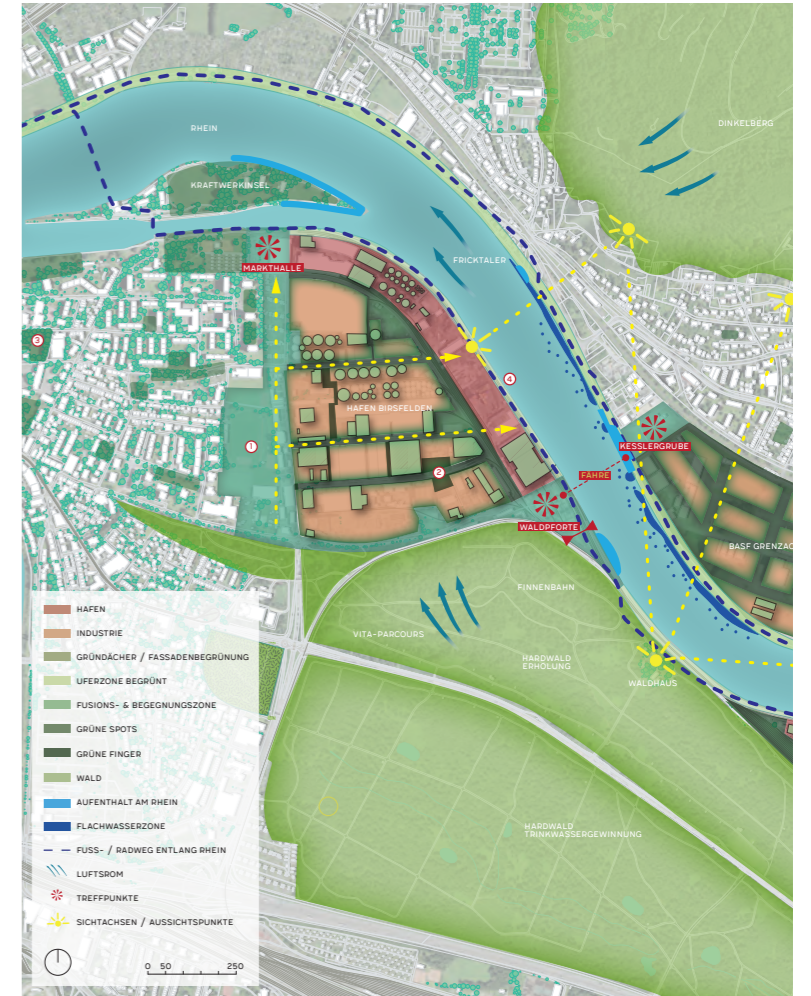 RHEIN
DINKELBERG
KRAFTWERKINSEL
FRICKTALER
MARKTHALLE
3
4
HAFEN BIRSFELDEN
1
2
KESSLERGRUBE
FÄHRE
WALDPFORTE
BASF GRENZAC
FINNENBAHN
VITA-PARCOURS
HARDWALD
ERHOLUNG
WALDHAUS
HARDWALD
TRINKWASSERGEWINNUNG
HAFEN
INDUSTRIE
GRÜNDÄCHER / FASSADENBEGRÜNUNG
UFERZONE BEGRÜNT
FUSIONS- & BEGEGNUNGSZONE
GRÜNE SPOTS
GRÜNE FINGER
WALD
AUFENTHALT AM RHEIN
FLACHWASSERZONE
FUSS- / RADWEG ENTLANG RHEIN
LUFTSROM
TREFFPUNKTE
SICHTACHSEN / AUSSICHTSPUNKTE
0 50 250